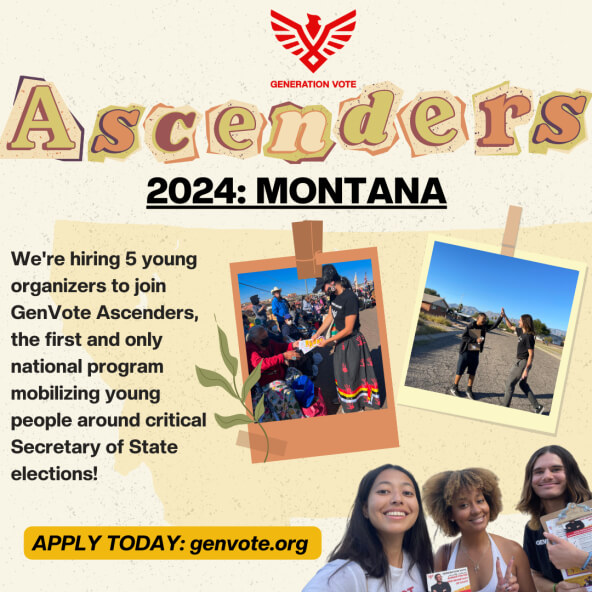 GENERATION VOTE
Ascenders
2024: MONTANA
We're hiring 5 young
organizers to join
GenVote Ascenders,
the first and only
national program
mobilizing young
people around critical
Secretary of State
elections!
APPLY TODAY: genvote.org